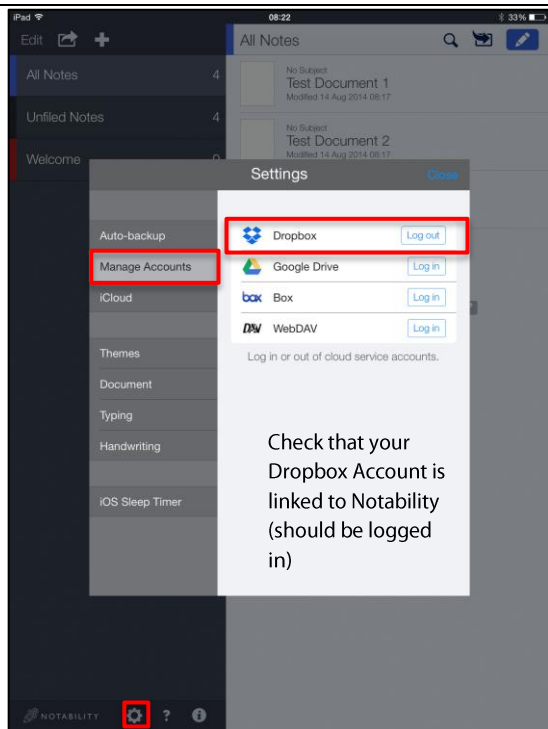 iPad
08:22
33%
Edit
All Notes
All Notes 4
Unfiled Notes 4
Welcome 0
No Subject
Test Document 1
Modified 14 Aug 2014 08:17
No Subject
Test Document 2
Modified 14 Aug 2014 08:17
Settings
Close
Auto-backup
Manage Accounts
iCloud
Themes
Document
Typing
Handwriting
iOS Sleep Timer
Dropbox Log out
Google Drive Log in
box Box Log in
DAV WebDAV Log in
Log in or out of cloud service accounts.
Check that your
Dropbox Account is
linked to Notability
(should be logged
in)
NOTABILITY
?